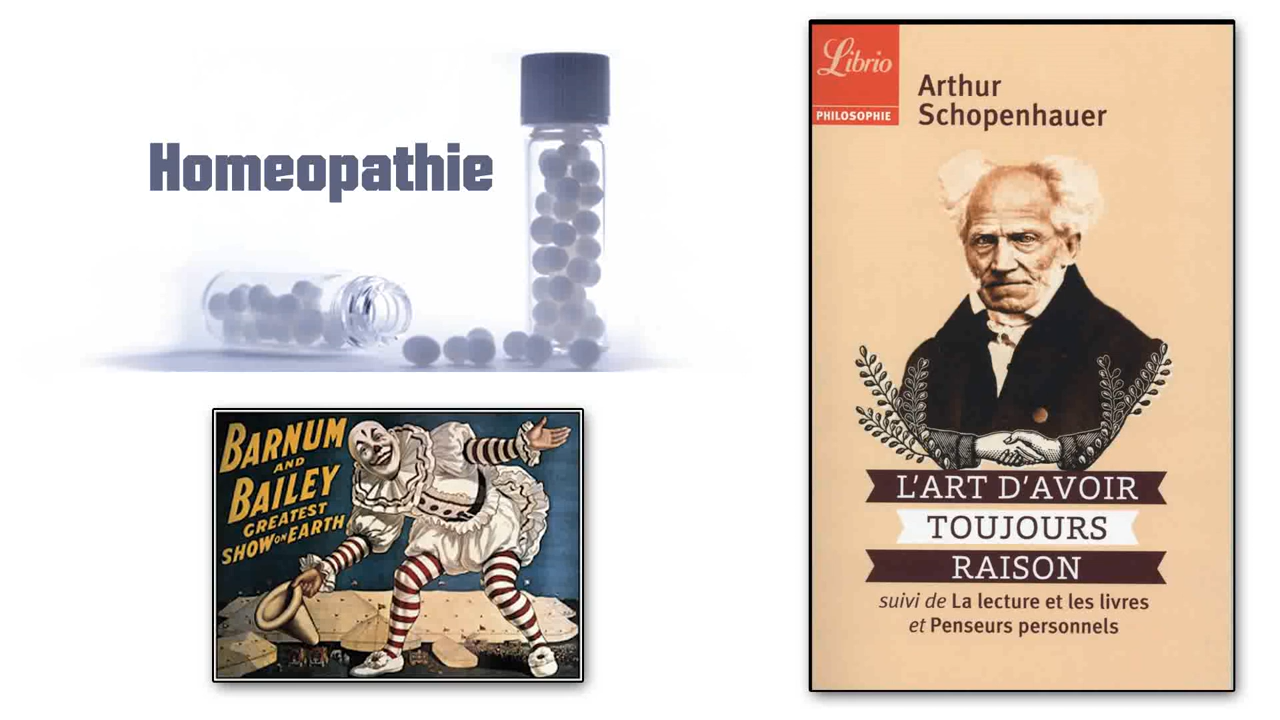 Homeopathie
BARNUM
AND
BAILEY
GREATEST
SHOW ON EARTH
Librio
PHILOSOPHIE
Arthur
Schopenhauer
L'ART D'AVOIR
TOUJOURS
RAISON
suivi de La lecture et les livres
et Penseurs personnels